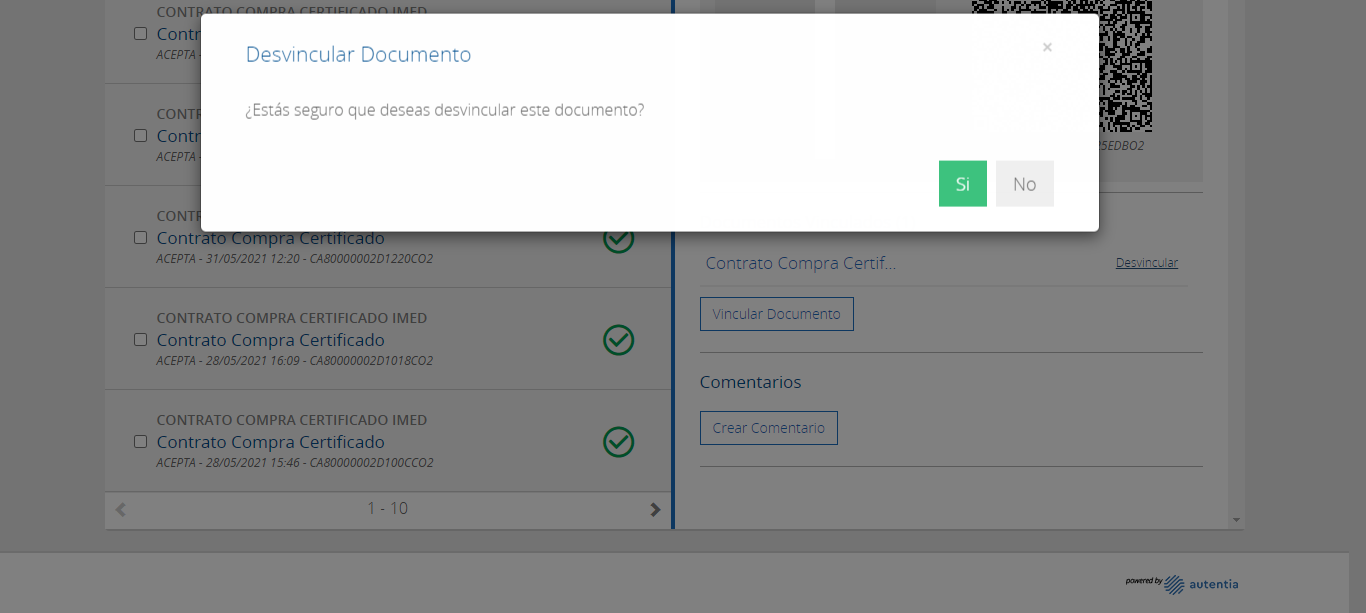 CONTRATO COMPRA CERTIFICADO IMED
Desvincular Documento
×
¿Estás seguro que deseas desvincular este documento?
Si
No
ACEPTA -
ACEPTA -
Contrato Compra Certificado
ACEPTA - 31/05/2021 12:20 - CA80000002D1220CO2
CONTRATO COMPRA CERTIFICADO IMED
Contrato Compra Certificado
ACEPTA - 28/05/2021 16:09 - CA80000002D1018CO2
CONTRATO COMPRA CERTIFICADO IMED
Contrato Compra Certificado
ACEPTA - 28/05/2021 15:46 - CA80000002D100CCO2
1 - 10
Contrato Compra Certif...
Desvincular
Vincular Documento
Comentarios
Crear Comentario
powered by autentia